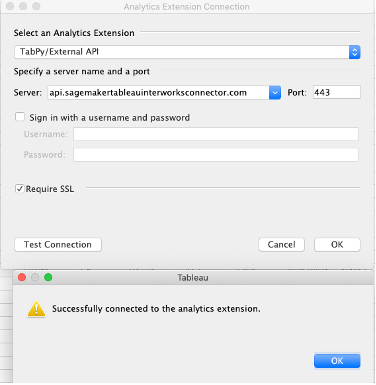 Analytics Extension Connection
Select an Analytics Extension
TabPy/External API
Specify a server name and a port
Server: api.sagemakertableauinterworksconnector.com Port: 443
Sign in with a username and password
Username:
Password:
Require SSL
Test Connection Cancel OK
Tableau
Successfully connected to the analytics extension.
OK